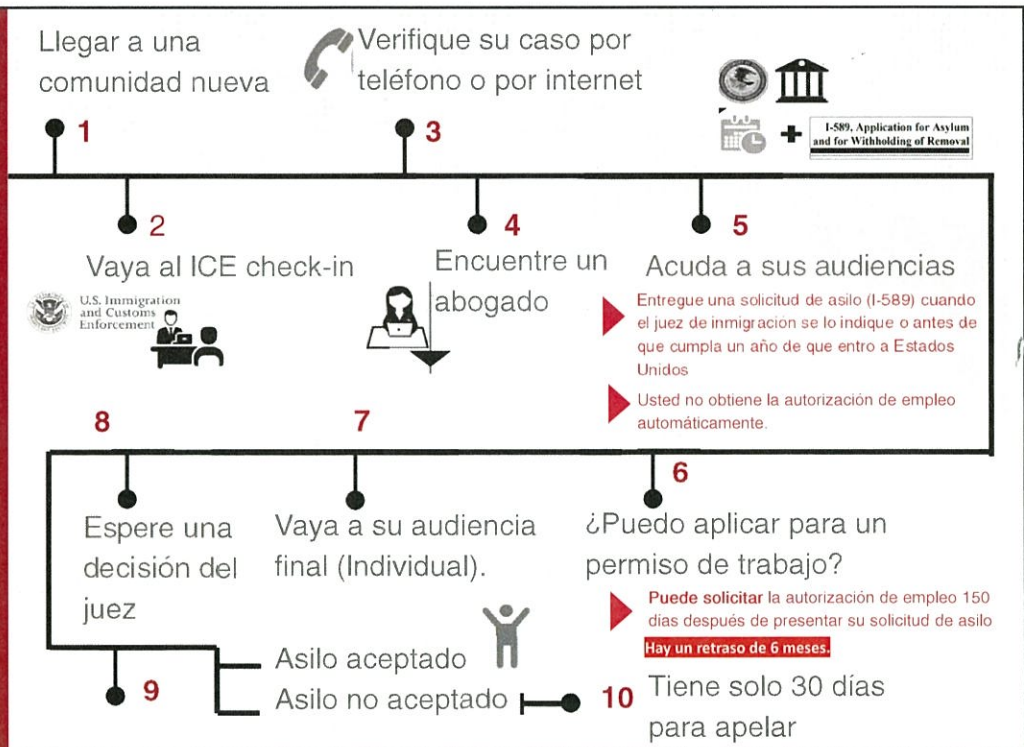 Llegar a una
comunidad nueva
1
Verifique su caso por
teléfono o por internet
3
I-589, Application for Asylum
and for Withholding of Removal
2
Vaya al ICE check-in
U.S. Immigration
and Customs
Enforcement
4
Encuentre un
abogado
5
Acuda a sus audiencias
Entregue una solicitud de asilo (I-589) cuando
el juez de inmigración se lo indique o antes de
que cumpla un año de que entro a Estados
Unidos
Usted no obtiene la autorización de empleo
automáticamente.
6
¿Puedo aplicar para un
permiso de trabajo?
Puede solicitar la autorización de empleo 150
días después de presentar su solicitud de asilo
Hay un retraso de 6 meses.
7
Vaya a su audiencia
final (Individual).
8
Espere una
decisión del
juez
9
Asilo aceptado
Asilo no aceptado
10
Tiene solo 30 días
para apelar